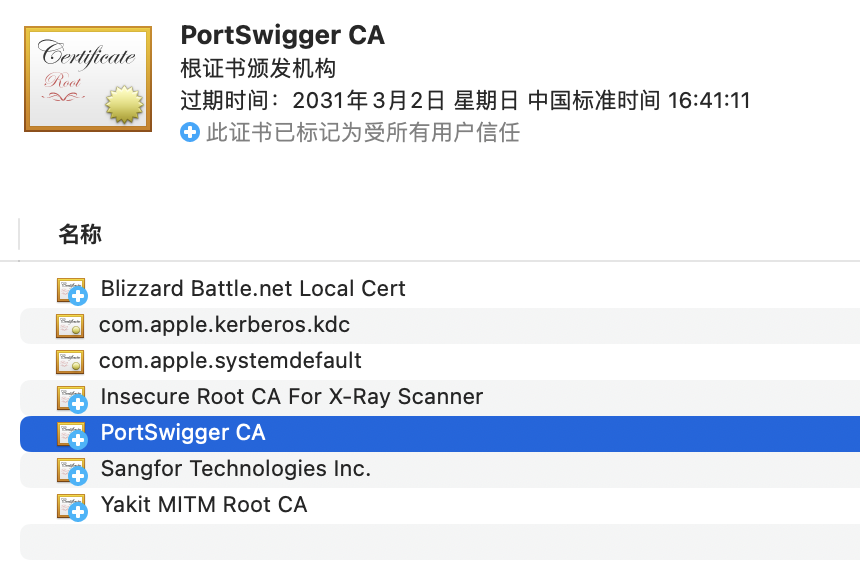 Certificate
Root
PortSwigger CA
根证书颁发机构
过期时间：2031年3月2日 星期日 中国标准时间 16:41:11
此证书已标记为受所有用户信任
名称
Blizzard Battle.net Local Cert
com.apple.kerberos.kdc
com.apple.systemdefault
Insecure Root CA For X-Ray Scanner
PortSwigger CA
Sangfor Technologies Inc.
Yakit MITM Root CA